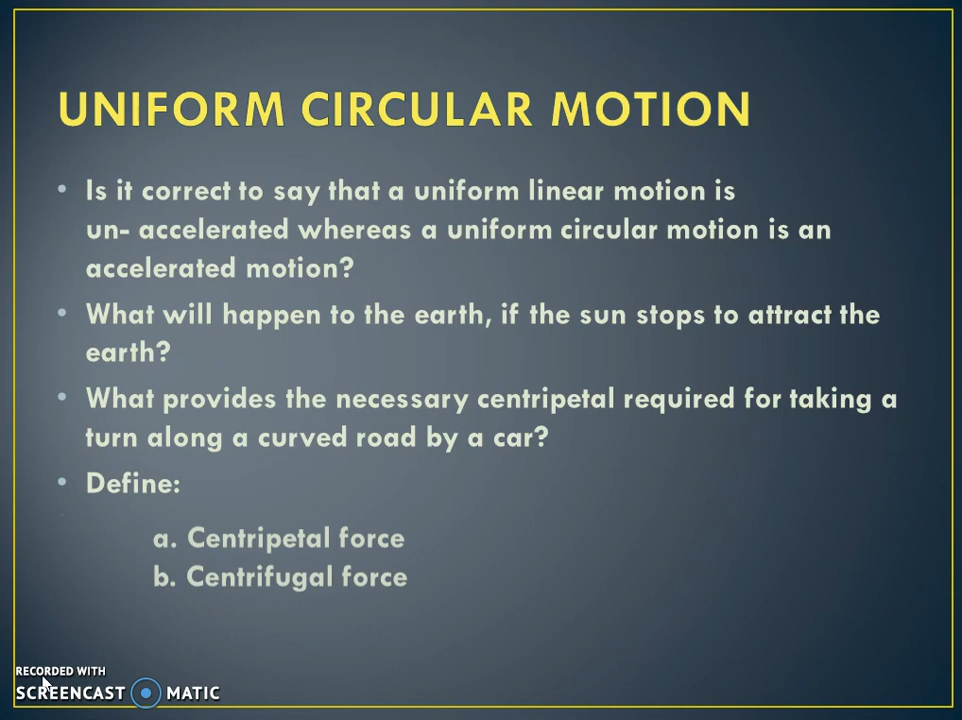 UNIFORM CIRCULAR MOTION
• Is it correct to say that a uniform linear motion is
un- accelerated whereas a uniform circular motion is an
accelerated motion?
• What will happen to the earth, if the sun stops to attract the
earth?
• What provides the necessary centripetal required for taking a
turn along a curved road by a car?
• Define:
a. Centripetal force
b. Centrifugal force
RECORDED WITH
SCREENCAST MATIC